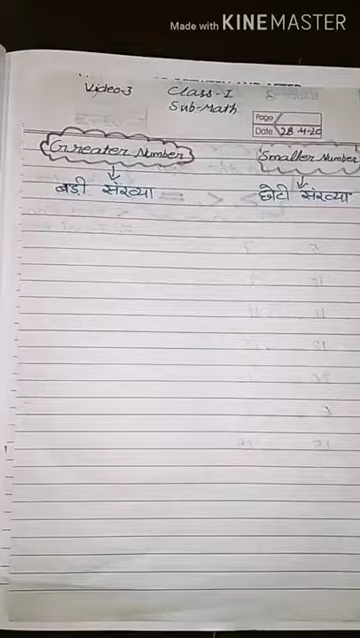 Made with KINEMASTER
Video-3 Class-I
Sub-Math
Page
Date 28-4-20
Greater Number Smaller Number
बडी संख्या छोटी संख्या